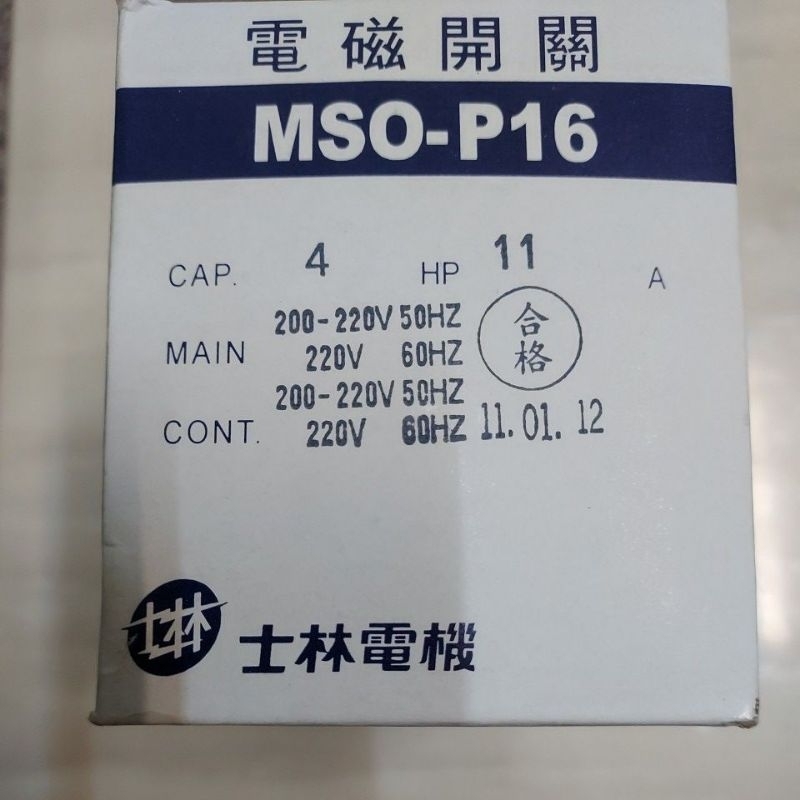 電磁開關
MSO-P16
CAP. 4 HP 11 A
200-220V 50HZ
MAIN 220V 60HZ
合格
200-220V 50HZ
CONT. 220V 60HZ 11.01.12
士林
士林電機